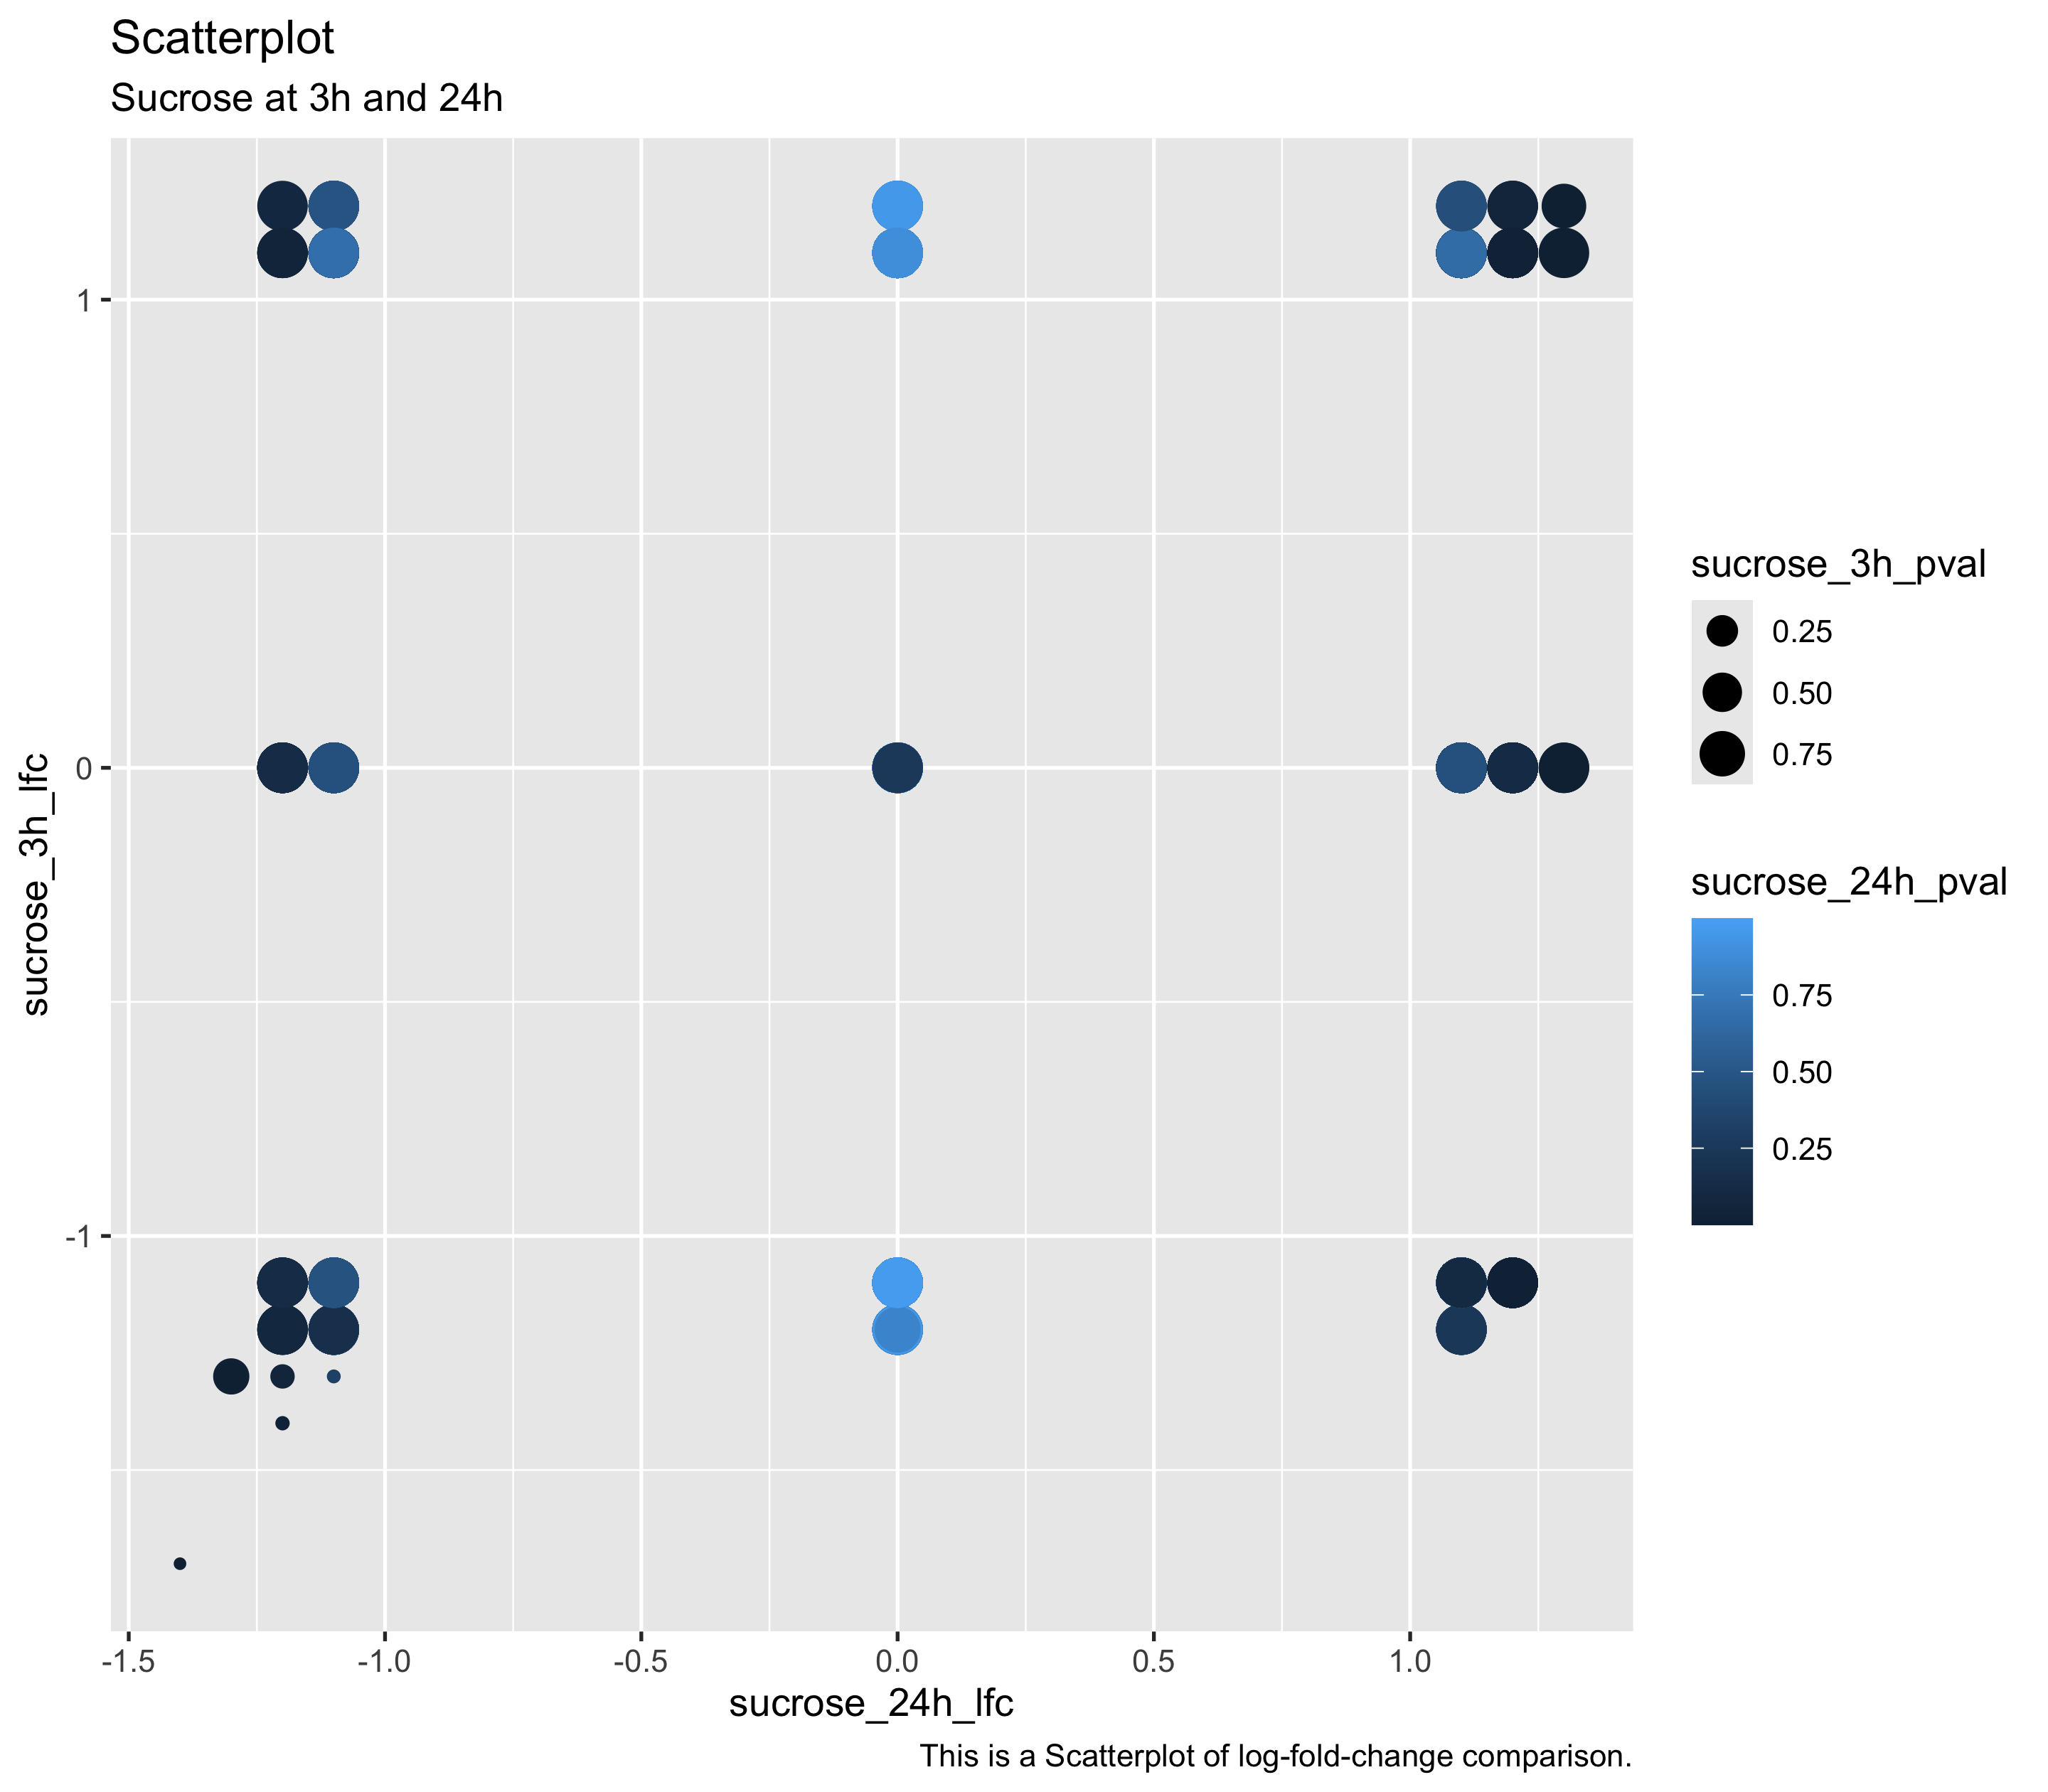 Scatterplot
Sucrose at 3h and 24h
1
0
-1
sucrose_3h_lfc
-1.5 -1.0 -0.5 0.0 0.5 1.0
sucrose_24h_lfc
This is a Scatterplot of log-fold-change comparison.
sucrose_3h_pval
0.25
0.50
0.75
sucrose_24h_pval
0.75
0.50
0.25